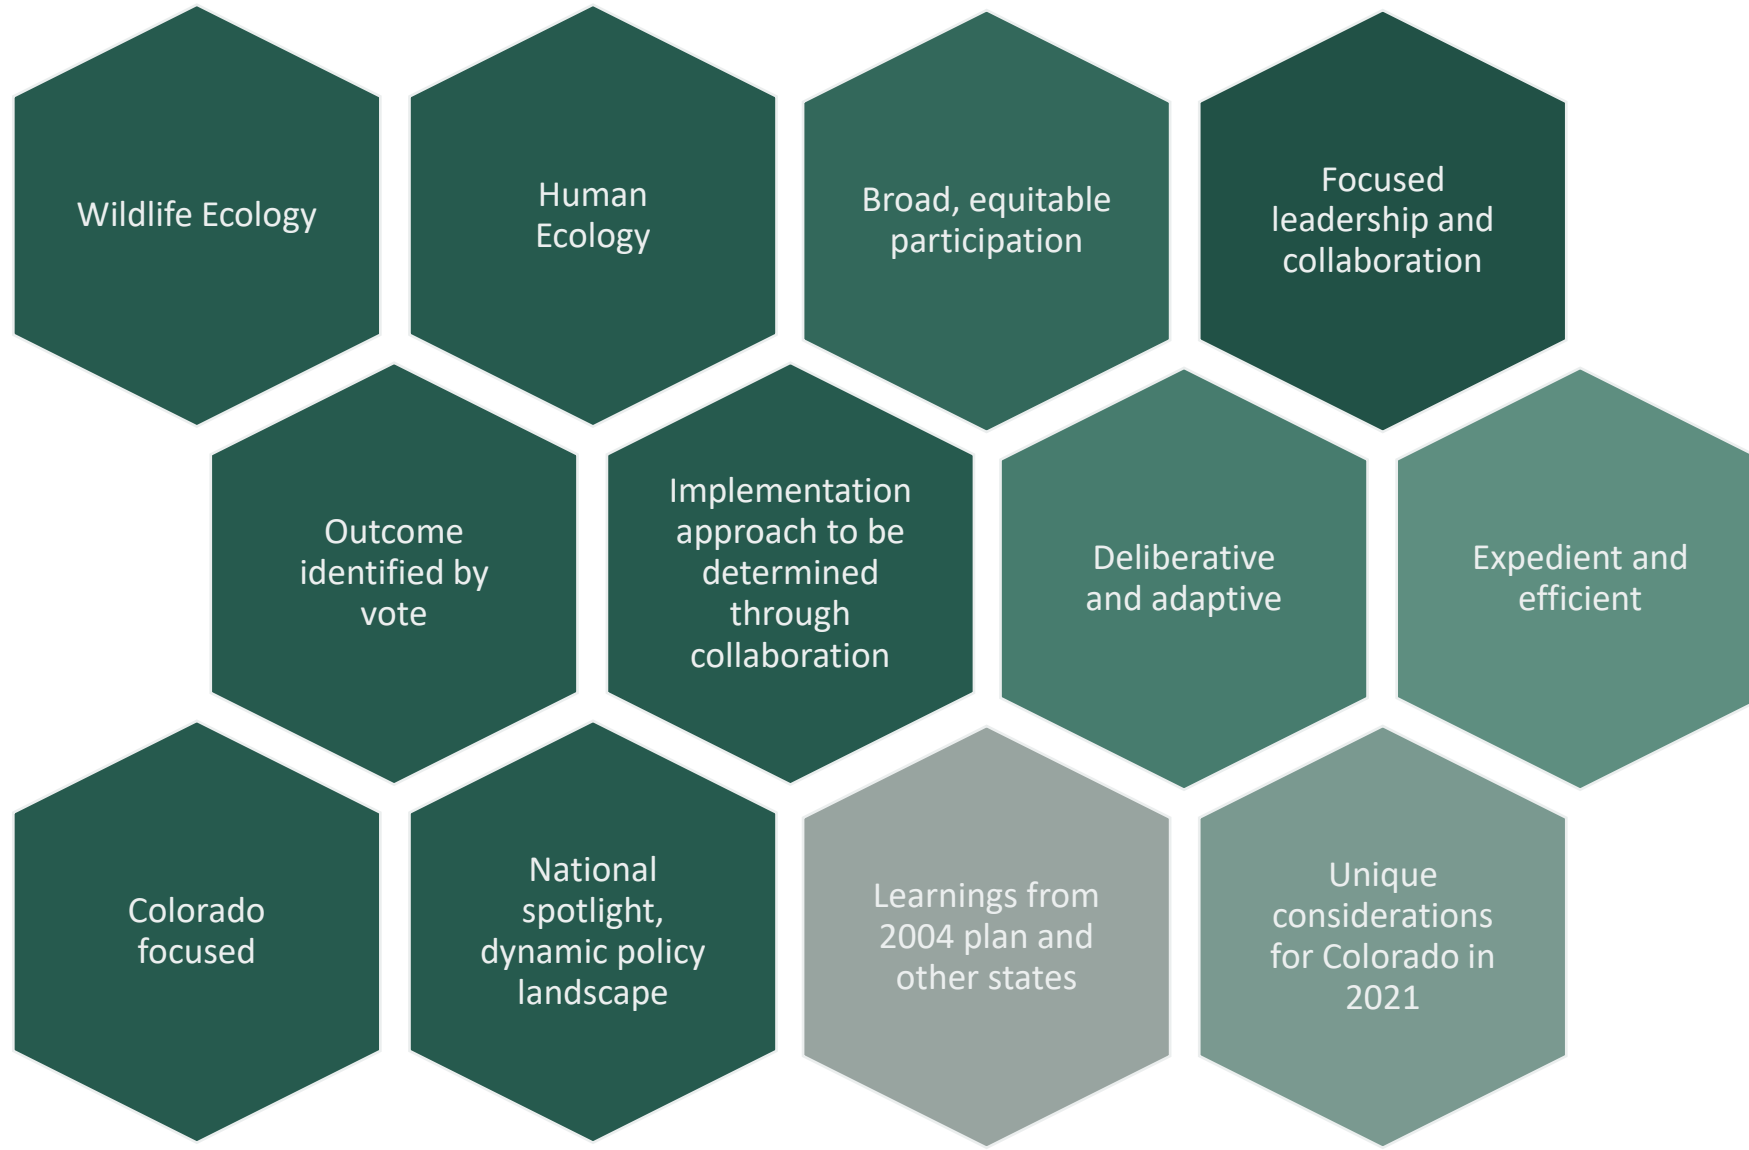 Wildlife Ecology
Human
Ecology
Broad, equitable
participation
Focused
leadership and
collaboration
Outcome
identified by
vote
Implementation
approach to be
determined
through
collaboration
Deliberative
and adaptive
Expedient and
efficient
Colorado
focused
National
spotlight,
dynamic policy
landscape
Learnings from
2004 plan and
other states
Unique
considerations
for Colorado in
2021